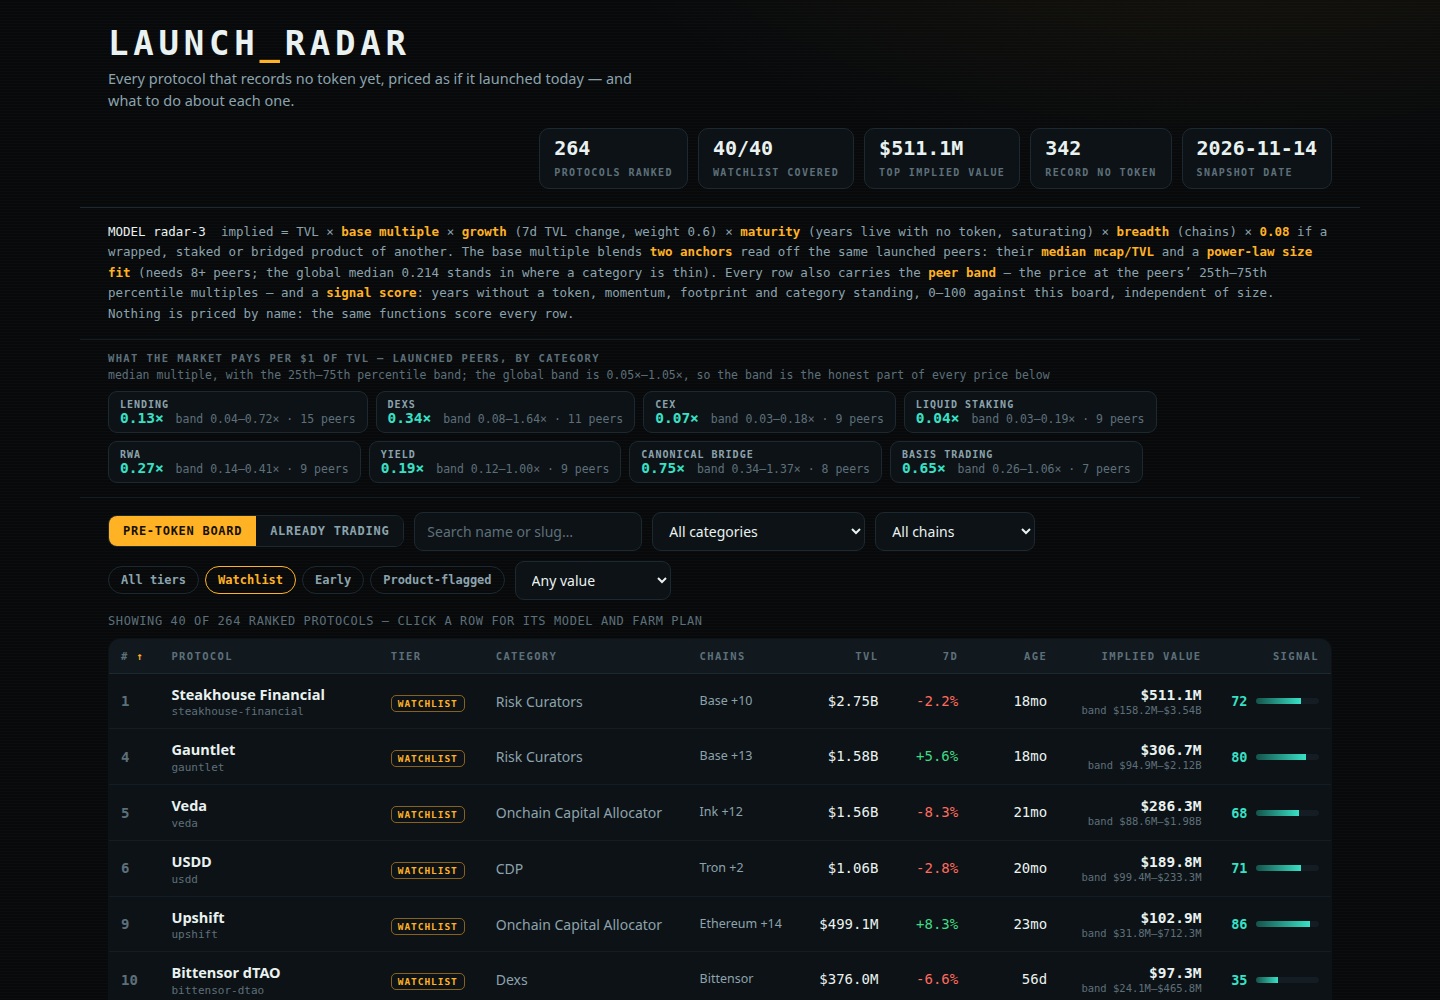 LAUNCH_RADAR
Every protocol that records no token yet, priced as if it launched today — and
what to do about each one.
264 40/40 $511.1M 342 2026-11-14
PROTOCOLS RANKED WATCHLIST COVERED TOP IMPLIED VALUE RECORD NO TOKEN SNAPSHOT DATE
MODEL radar-3 implied = TVL × base multiple × growth (7d TVL change, weight 0.6) × maturity (years live with no token, saturating) × breadth (chains) × 0.08 if a
wrapped, staked or bridged product of another. The base multiple blends two anchors read off the same launched peers: their median mcap/TVL and a power-law size
fit (needs 8+ peers; the global median 0.214 stands in where a category is thin). Every row also carries the peer band — the price at the peers’ 25th–75th
percentile multiples — and a signal score: years without a token, momentum, footprint and category standing, 0–100 against this board, independent of size.
Nothing is priced by name: the same functions score every row.
WHAT THE MARKET PAYS PER $1 OF TVL — LAUNCHED PEERS, BY CATEGORY
median multiple, with the 25th–75th percentile band; the global band is 0.05×–1.05×, so the band is the honest part of every price below
LENDING DEXS CEX LIQUID STAKING
0.13× band 0.04–0.72× · 15 peers 0.34× band 0.08–1.64× · 11 peers 0.07× band 0.03–0.18× · 9 peers 0.04× band 0.03–0.19× · 9 peers
RWA YIELD CANONICAL BRIDGE BASIS TRADING
0.27× band 0.14–0.41× · 9 peers 0.19× band 0.12–1.00× · 9 peers 0.75× band 0.34–1.37× · 8 peers 0.65× band 0.26–1.06× · 7 peers
PRE-TOKEN BOARD ALREADY TRADING Search name or slug... All categories All chains
All tiers Watchlist Early Product-flagged Any value
SHOWING 40 OF 264 RANKED PROTOCOLS — CLICK A ROW FOR ITS MODEL AND FARM PLAN
# ↑ PROTOCOL TIER CATEGORY CHAINS TVL 7D AGE IMPLIED VALUE SIGNAL
1 Steakhouse Financial WATCHLIST Risk Curators Base +10 $2.75B -2.2% 18mo $511.1M 72
steakhouse-financial band $158.2M–$3.54B
4 Gauntlet WATCHLIST Risk Curators Base +13 $1.58B +5.6% 18mo $306.7M 80
gauntlet band $94.9M–$2.12B
5 Veda WATCHLIST Onchain Capital Allocator Ink +12 $1.56B -8.3% 21mo $286.3M 68
veda band $88.6M–$1.98B
6 USDD WATCHLIST CDP Tron +2 $1.06B -2.8% 20mo $189.8M 71
usdd band $99.4M–$233.3M
9 Upshift WATCHLIST Onchain Capital Allocator Ethereum +14 $499.1M +8.3% 23mo $102.9M 86
upshift band $31.8M–$712.3M
10 Bittensor dTAO WATCHLIST Dexs Bittensor $376.0M -6.6% 56d $97.3M 35
bittensor-dtao band $24.1M–$465.8M